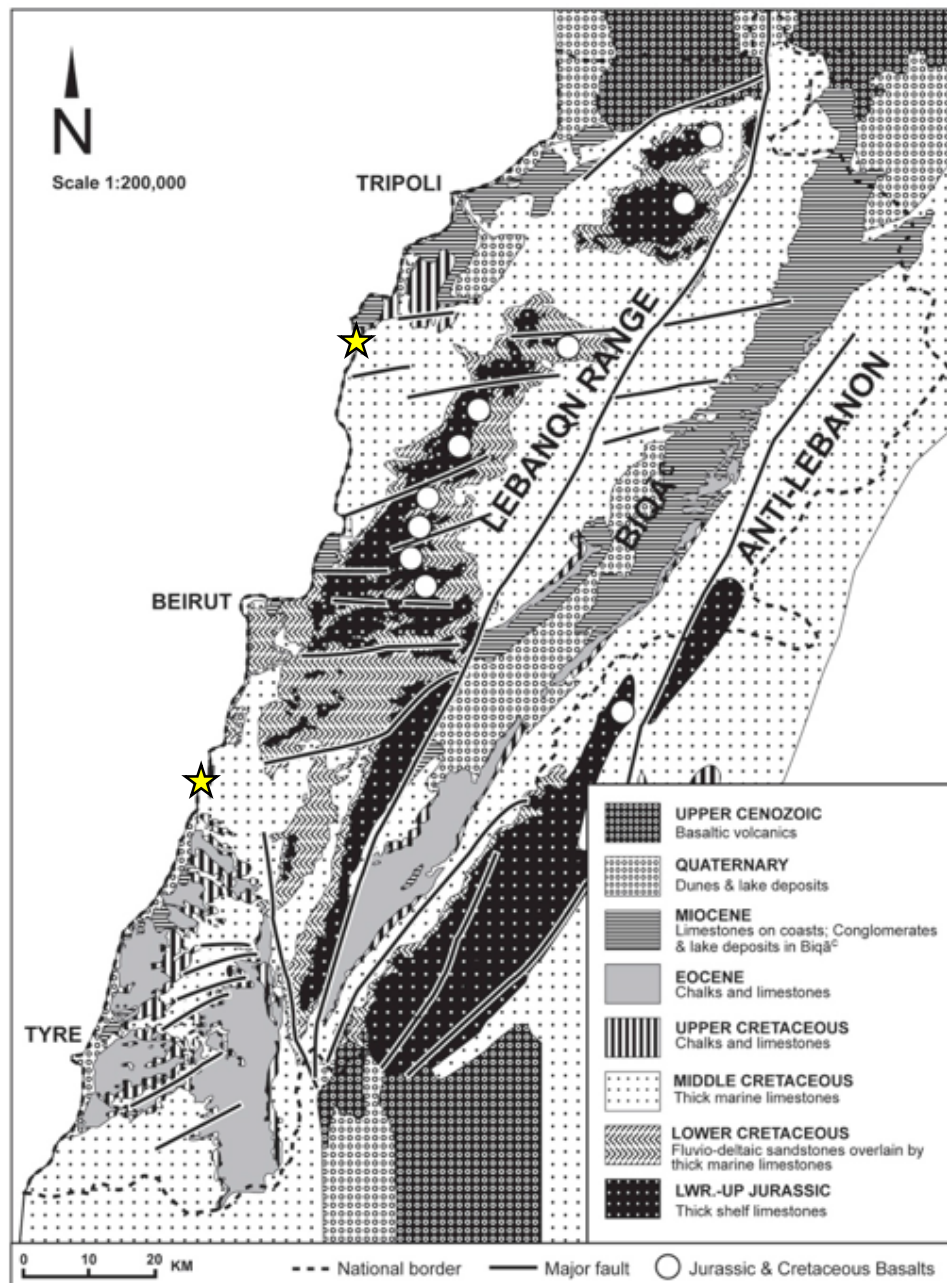 N
Scale 1:200,000
TRIPOLI
LEBANON RANGE
BIQĀᶜ
ANTI-LEBANON
BEIRUT
TYRE
UPPER CENOZOIC
Basaltic volcanics
QUATERNARY
Dunes & lake deposits
MIOCENE
Limestones on coasts; Conglomerates
& lake deposits in Biqāᶜ
EOCENE
Chalks and limestones
UPPER CRETACEOUS
Chalks and limestones
MIDDLE CRETACEOUS
Thick marine limestones
LOWER CRETACEOUS
Fluvio-deltaic sandstones overlain by
thick marine limestones
LWR.-UP JURASSIC
Thick shelf limestones
0 10 20 KM
National border
Major fault
Jurassic & Cretaceous Basalts